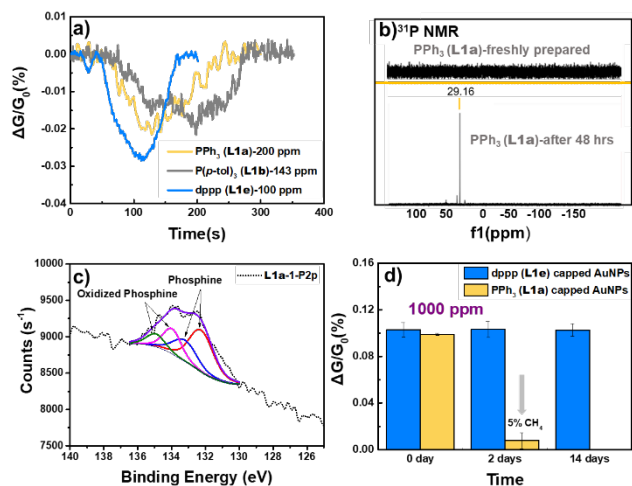 a)
ΔG/G₀(%)
0.01
0.00
-0.01
-0.02
-0.03
-0.04
PPh₃ (L1a)-200 ppm
P(p-tol)₃ (L1b)-143 ppm
dppp (L1e)-100 ppm
0 50 100 150 200 250 300 350 400
Time(s)
b) ³¹P NMR
PPh₃ (L1a)-freshly prepared
29.16
PPh₃ (L1a)-after 48 hrs
100 50 0 -50 -100 -150
f1(ppm)
c)
Counts (s⁻¹)
10000
9500
9000
8500
8000
7500
L1a-1-P2p
Phosphine
Oxidized Phosphine
140 138 136 134 132 130 128 126 125
Binding Energy (eV)
d)
ΔG/G₀(%)
0.16
0.12
0.08
0.04
0.00
dppp (L1e) capped AuNPs
PPh₃ (L1a) capped AuNPs
1000 ppm
5% CH₄
0 day 2 days 14 days
Time